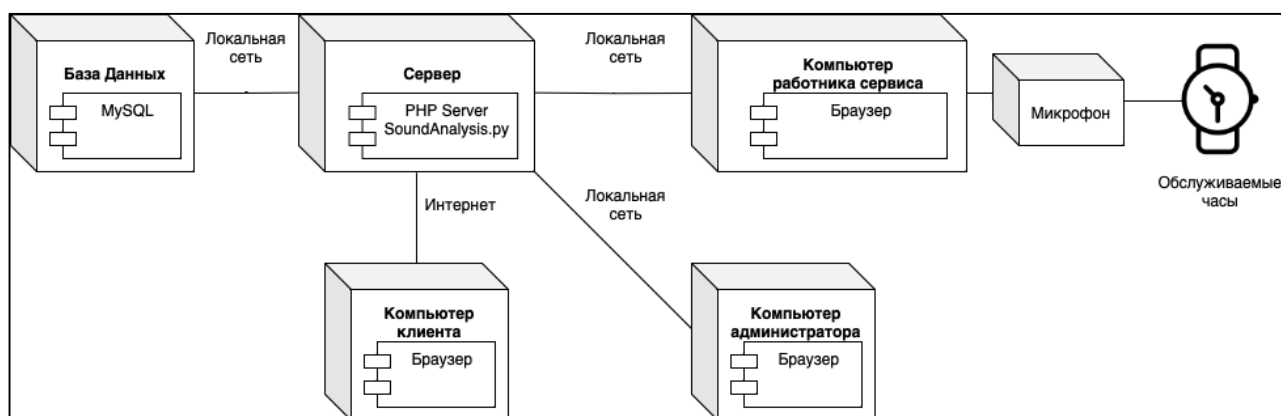 База Данных
MySQL
Локальная
сеть
Сервер
PHP Server
SoundAnalysis.py
Локальная
сеть
Компьютер
работника сервиса
Браузер
Микрофон
Обслуживаемые
часы
Интернет
Локальная
сеть
Компьютер
клиента
Браузер
Компьютер
администратора
Браузер